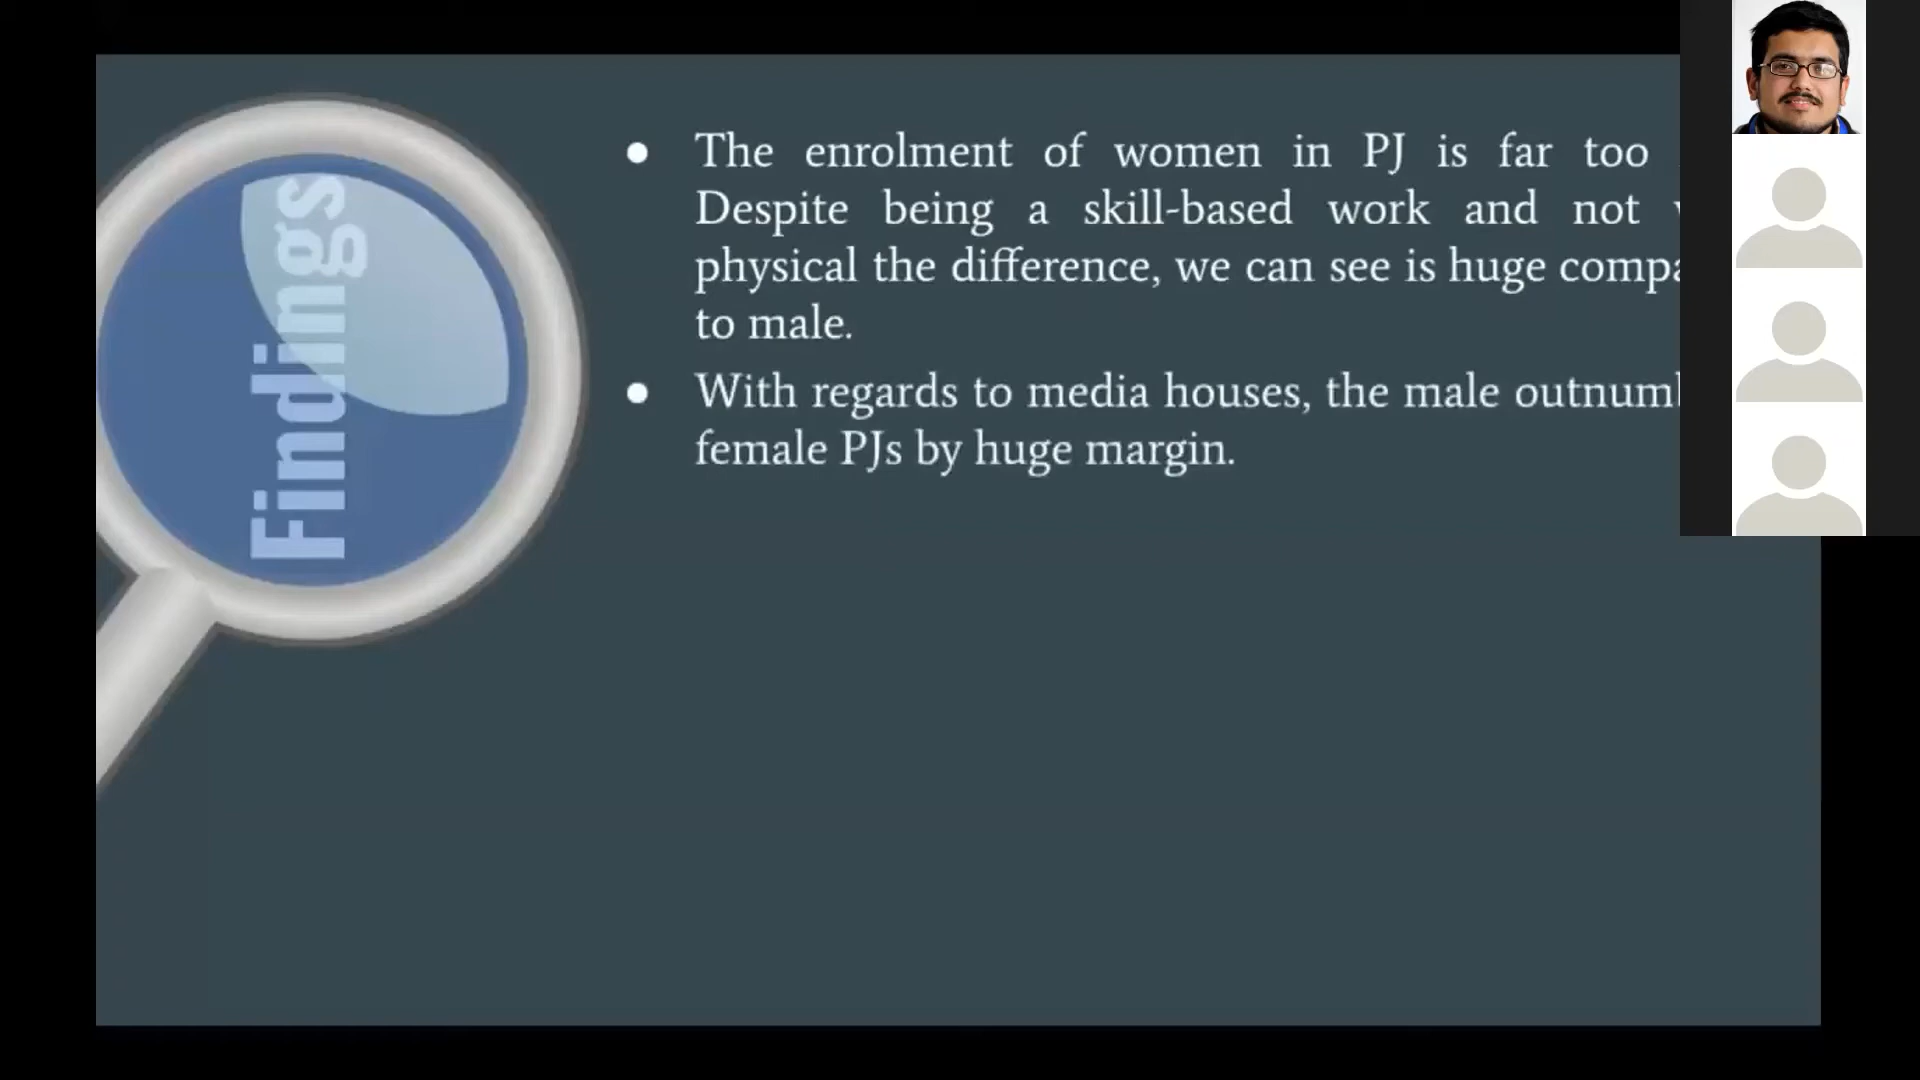 Findings
The enrolment of women in PJ is far too
Despite being a skill-based work and not
physical the difference, we can see is huge
to male.
With regards to media houses, the male
female PJs by huge margin.